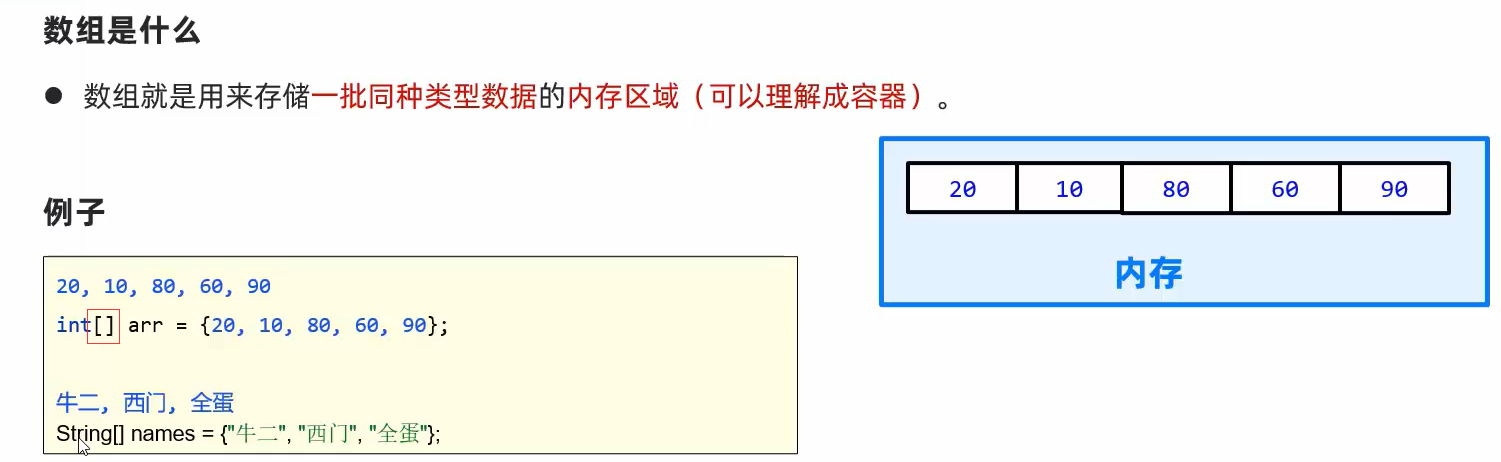 数组是什么
● 数组就是用来存储一批同种类型数据的内存区域（可以理解成容器）。
例子
20, 10, 80, 60, 90
int[] arr = {20, 10, 80, 60, 90};
牛二, 西门, 全蛋
String[] names = {"牛二", "西门", "全蛋"};
20 10 80 60 90
内存